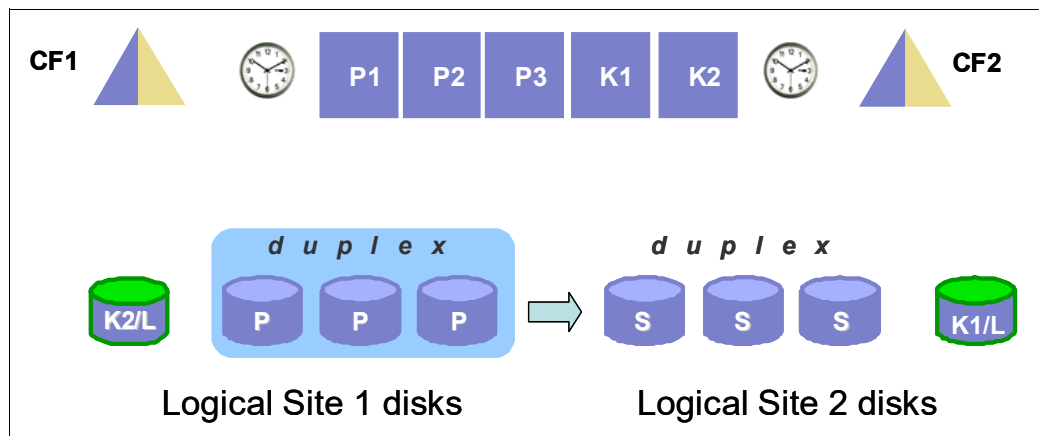 CF1
P1 P2 P3 K1 K2
CF2
d u p l e x
d u p l e x
K2/L
P P P
S S S
K1/L
Logical Site 1 disks
Logical Site 2 disks